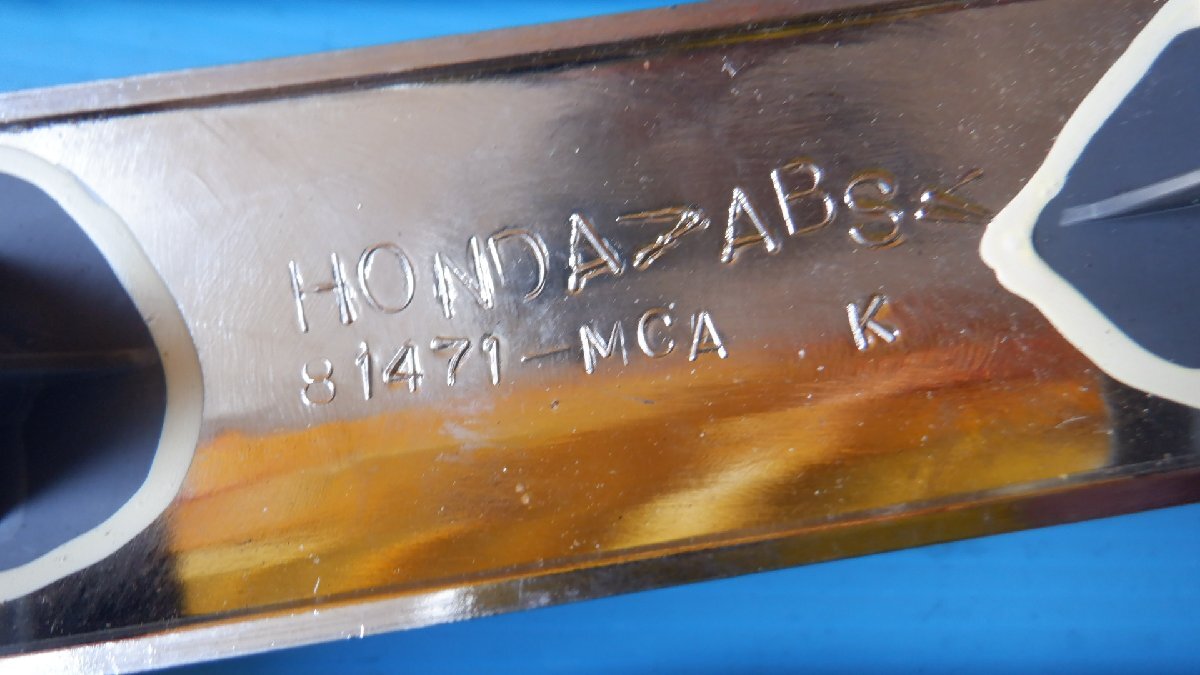 HONDA >ABS<
81471-MCA K